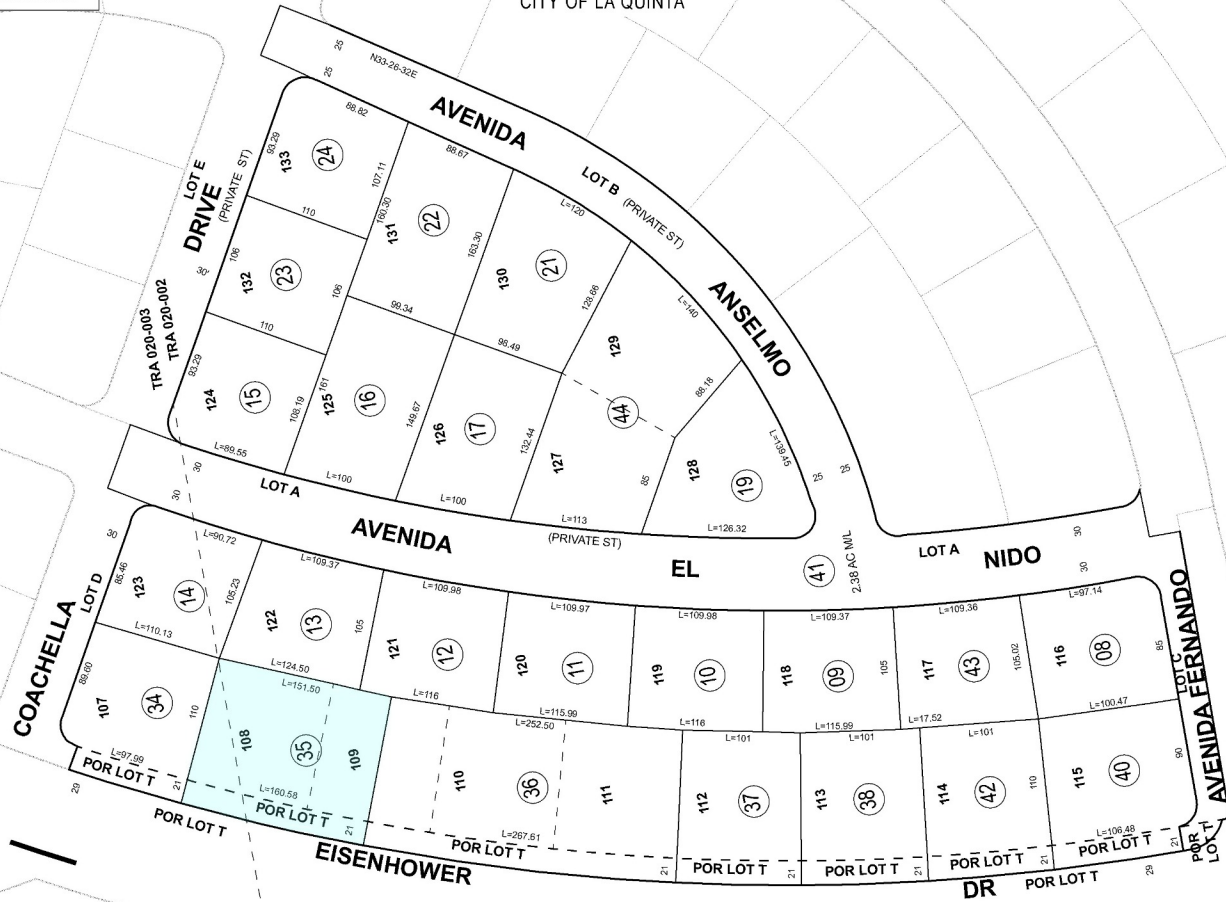 CITY OF LA QUINTA
25
25
N33-26-32E
AVENIDA
LOT B (PRIVATE ST)
ANSELMO
LOT E
DRIVE
(PRIVATE ST)
30'
TRA 020-003
TRA 020-002
88.82
93.29
133
24
107.11
110
88.67
160.30
131
22
163.30
99.34
L=120
130
21
128.66
98.49
L=140
129
44
88.18
106
132
23
106
110
93.29
124
15
108.19
L=89.55
161
125
16
149.67
L=100
126
17
132.44
L=100
127
85
L=113
128
19
L=139.45
L=126.32
25
25
30
30
LOT A
AVENIDA
(PRIVATE ST)
EL
41
2.38 AC M/L
LOT A
NIDO
30
30
30
LOT D
COACHELLA
85.46
123
14
L=90.72
105.23
L=110.13
122
13
L=109.37
105
L=124.50
121
12
L=109.98
L=116
120
11
L=109.97
L=115.99
119
10
L=109.98
L=116
118
09
L=109.37
105
L=115.99
117
43
L=109.36
105.02
L=17.52
116
08
L=97.14
85
L=100.47
LOT C
AVENIDA FERNANDO
89.60
107
34
110
L=97.99
POR LOT T
21
29
L=151.50
108
35
109
L=160.58
POR LOT T
21
POR LOT T
L=252.50
110
36
111
L=267.61
POR LOT T
21
L=101
112
37
POR LOT T
21
L=101
113
38
POR LOT T
21
L=101
114
42
110
POR LOT T
21
115
40
90
L=106.48
POR LOT T
21
POR
LOT T
29
EISENHOWER
DR
POR LOT T